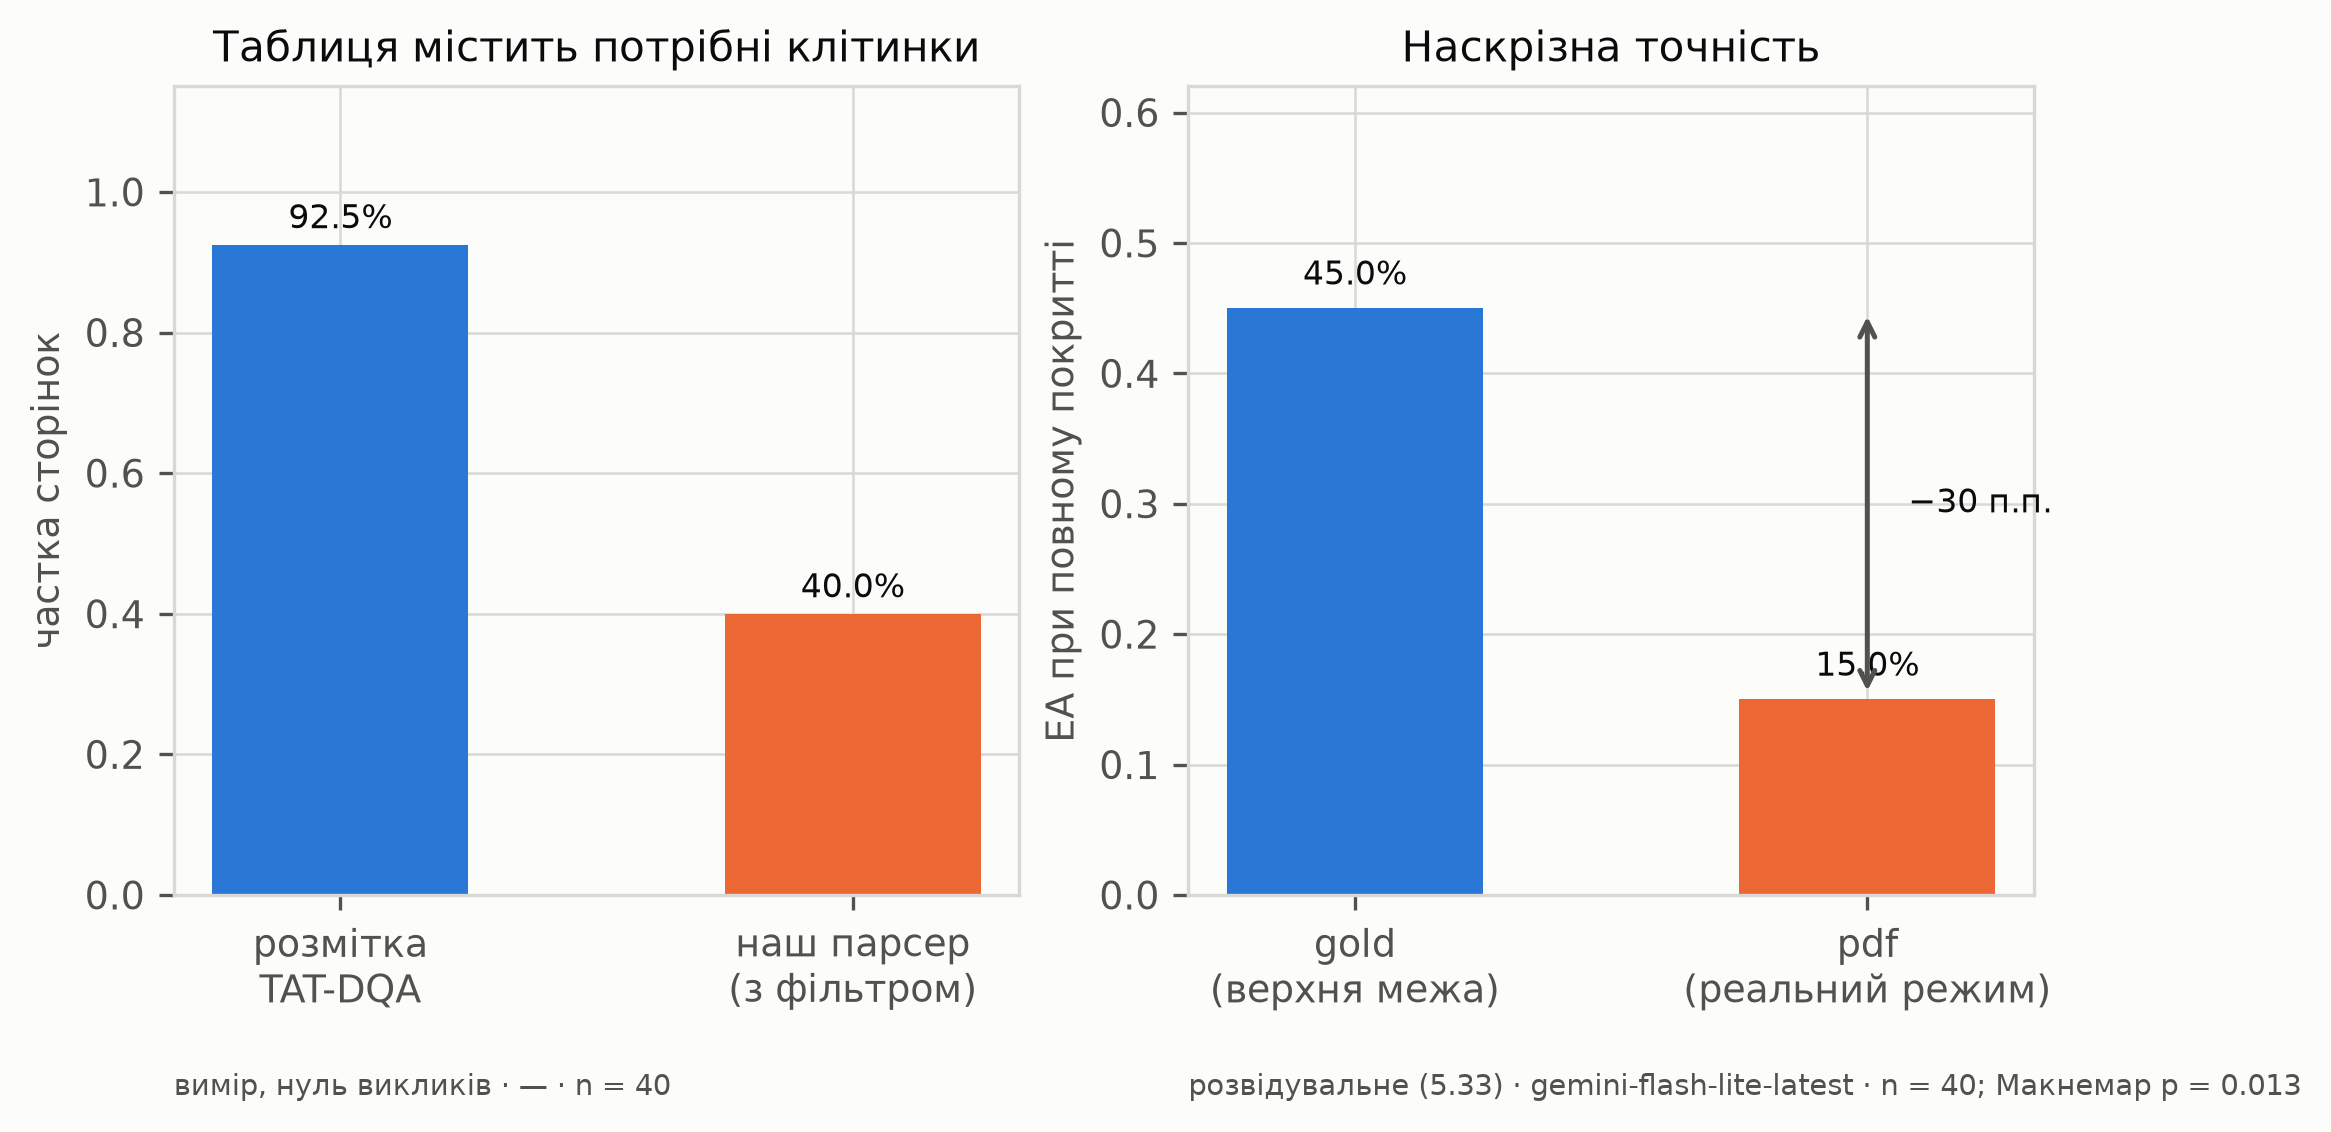 Таблиця містить потрібні клітинки
частка сторінок
1.0
0.8
0.6
0.4
0.2
0.0
92.5%
40.0%
розмітка
TAT-DQA
наш парсер
(з фільтром)
вимір, нуль викликів · — · n = 40
Наскрізна точність
EA при повному покритті
0.6
0.5
0.4
0.3
0.2
0.1
0.0
45.0%
−30 п.п.
15.0%
gold
(верхня межа)
pdf
(реальний режим)
розвідувальне (5.33) · gemini-flash-lite-latest · n = 40; Макнемар p = 0.013